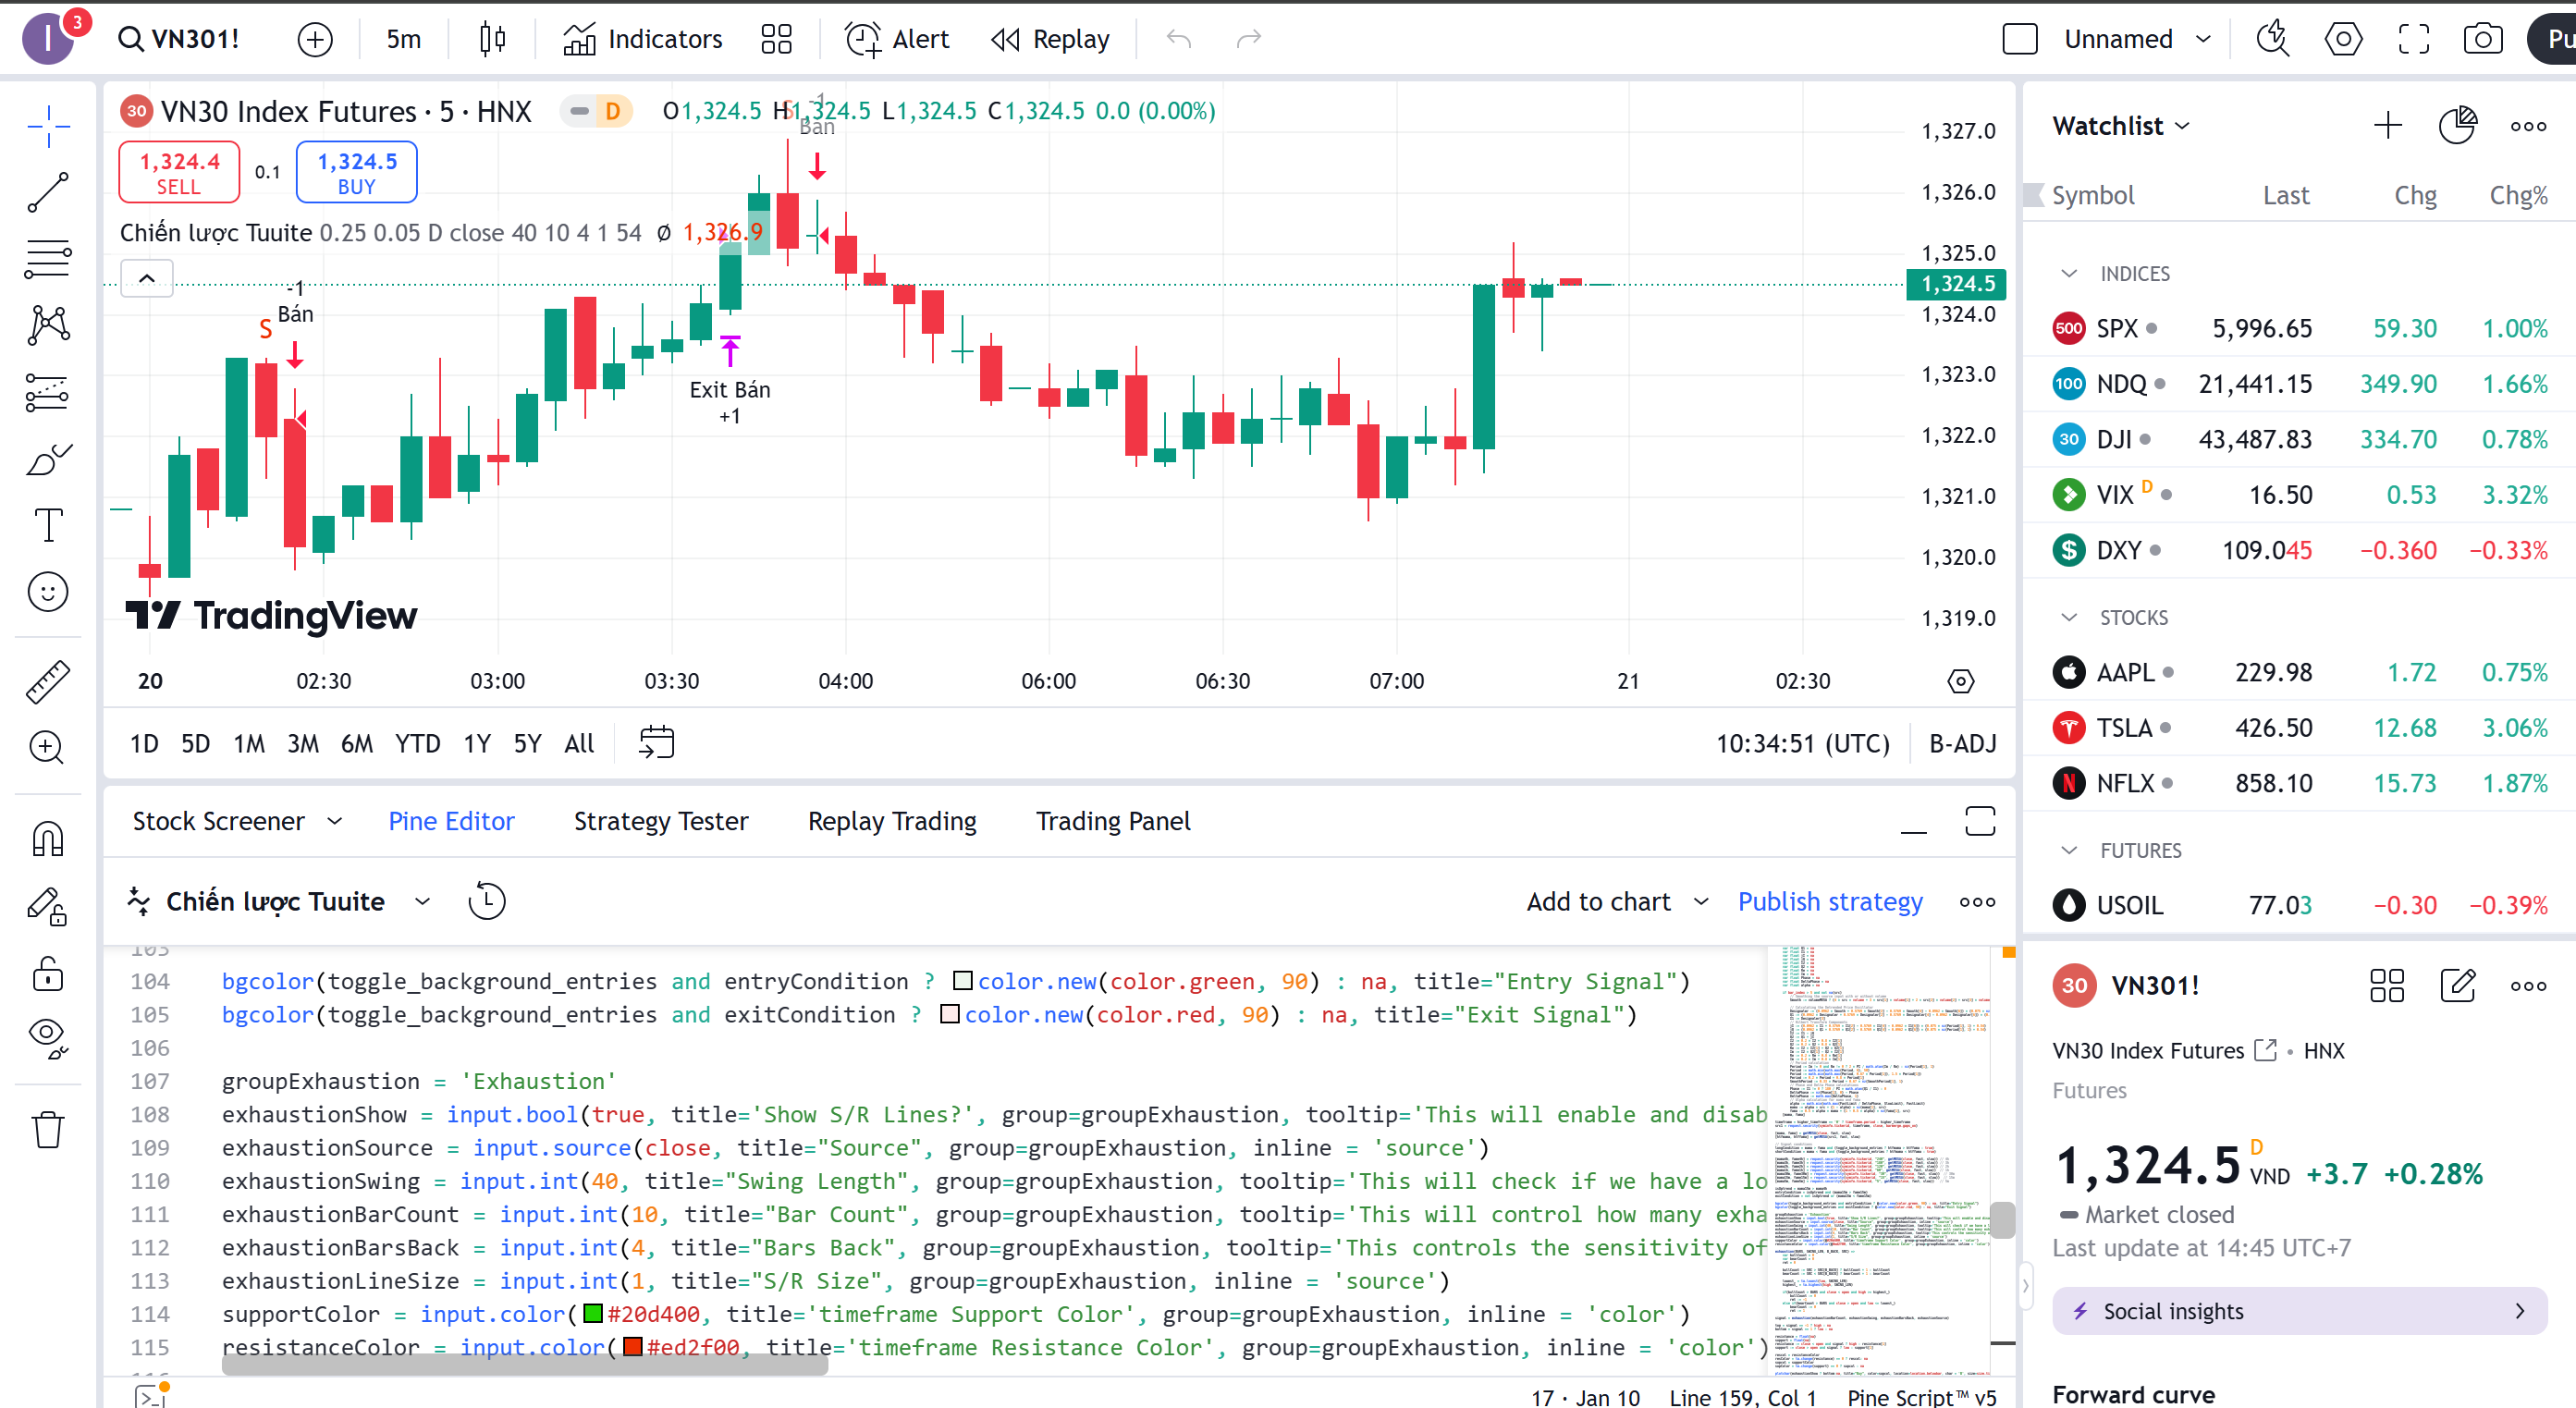 I 3 VN301! 5m Indicators Alert Replay Unnamed
VN30 Index Futures · 5 · HNX D O1,324.5 H1,324.5 L1,324.5 C1,324.5 0.0 (0.00%)
30
S -1
Bán
1,324.4
SELL
0.1
1,324.5
BUY
Chiến lược Tuuite 0.25 0.05 D close 40 10 4 1 54 Ø 1,326.9
-1
Bán
S
Exit Bán
+1
1,327.0
1,326.0
1,325.0
1,324.5
1,324.0
1,323.0
1,322.0
1,321.0
1,320.0
1,319.0
TradingView
20 02:30 03:00 03:30 04:00 06:00 06:30 07:00 21 02:30
1D 5D 1M 3M 6M YTD 1Y 5Y All 10:34:51 (UTC) B-ADJ
Stock Screener Pine Editor Strategy Tester Replay Trading Trading Panel
Chiến lược Tuuite Add to chart Publish strategy
103
104 bgcolor(toggle_background_entries and entryCondition ? color.new(color.green, 90) : na, title="Entry Signal")
105 bgcolor(toggle_background_entries and exitCondition ? color.new(color.red, 90) : na, title="Exit Signal")
106
107 groupExhaustion = 'Exhaustion'
108 exhaustionShow = input.bool(true, title='Show S/R Lines?', group=groupExhaustion, tooltip='This will enable and disab
109 exhaustionSource = input.source(close, title="Source", group=groupExhaustion, inline = 'source')
110 exhaustionSwing = input.int(40, title="Swing Length", group=groupExhaustion, tooltip='This will check if we have a lo
111 exhaustionBarCount = input.int(10, title="Bar Count", group=groupExhaustion, tooltip='This will control how many exha
112 exhaustionBarsBack = input.int(4, title="Bars Back", group=groupExhaustion, tooltip='This controls the sensitivity of
113 exhaustionLineSize = input.int(1, title="S/R Size", group=groupExhaustion, inline = 'source')
114 supportColor = input.color(#20d400, title='timeframe Support Color', group=groupExhaustion, inline = 'color')
115 resistanceColor = input.color(#ed2f00, title='timeframe Resistance Color', group=groupExhaustion, inline = 'color')
17 · Jan 10 Line 159, Col 1 Pine Script™ v5
Watchlist
Symbol Last Chg Chg%
INDICES
500 SPX 5,996.65 59.30 1.00%
100 NDQ 21,441.15 349.90 1.66%
30 DJI 43,487.83 334.70 0.78%
VIX D 16.50 0.53 3.32%
$ DXY 109.045 −0.360 −0.33%
STOCKS
AAPL 229.98 1.72 0.75%
TSLA 426.50 12.68 3.06%
N NFLX 858.10 15.73 1.87%
FUTURES
USOIL 77.03 −0.30 −0.39%
30 VN301!
VN30 Index Futures • HNX
Futures
1,324.5 D VND +3.7 +0.28%
Market closed
Last update at 14:45 UTC+7
Social insights
Forward curve